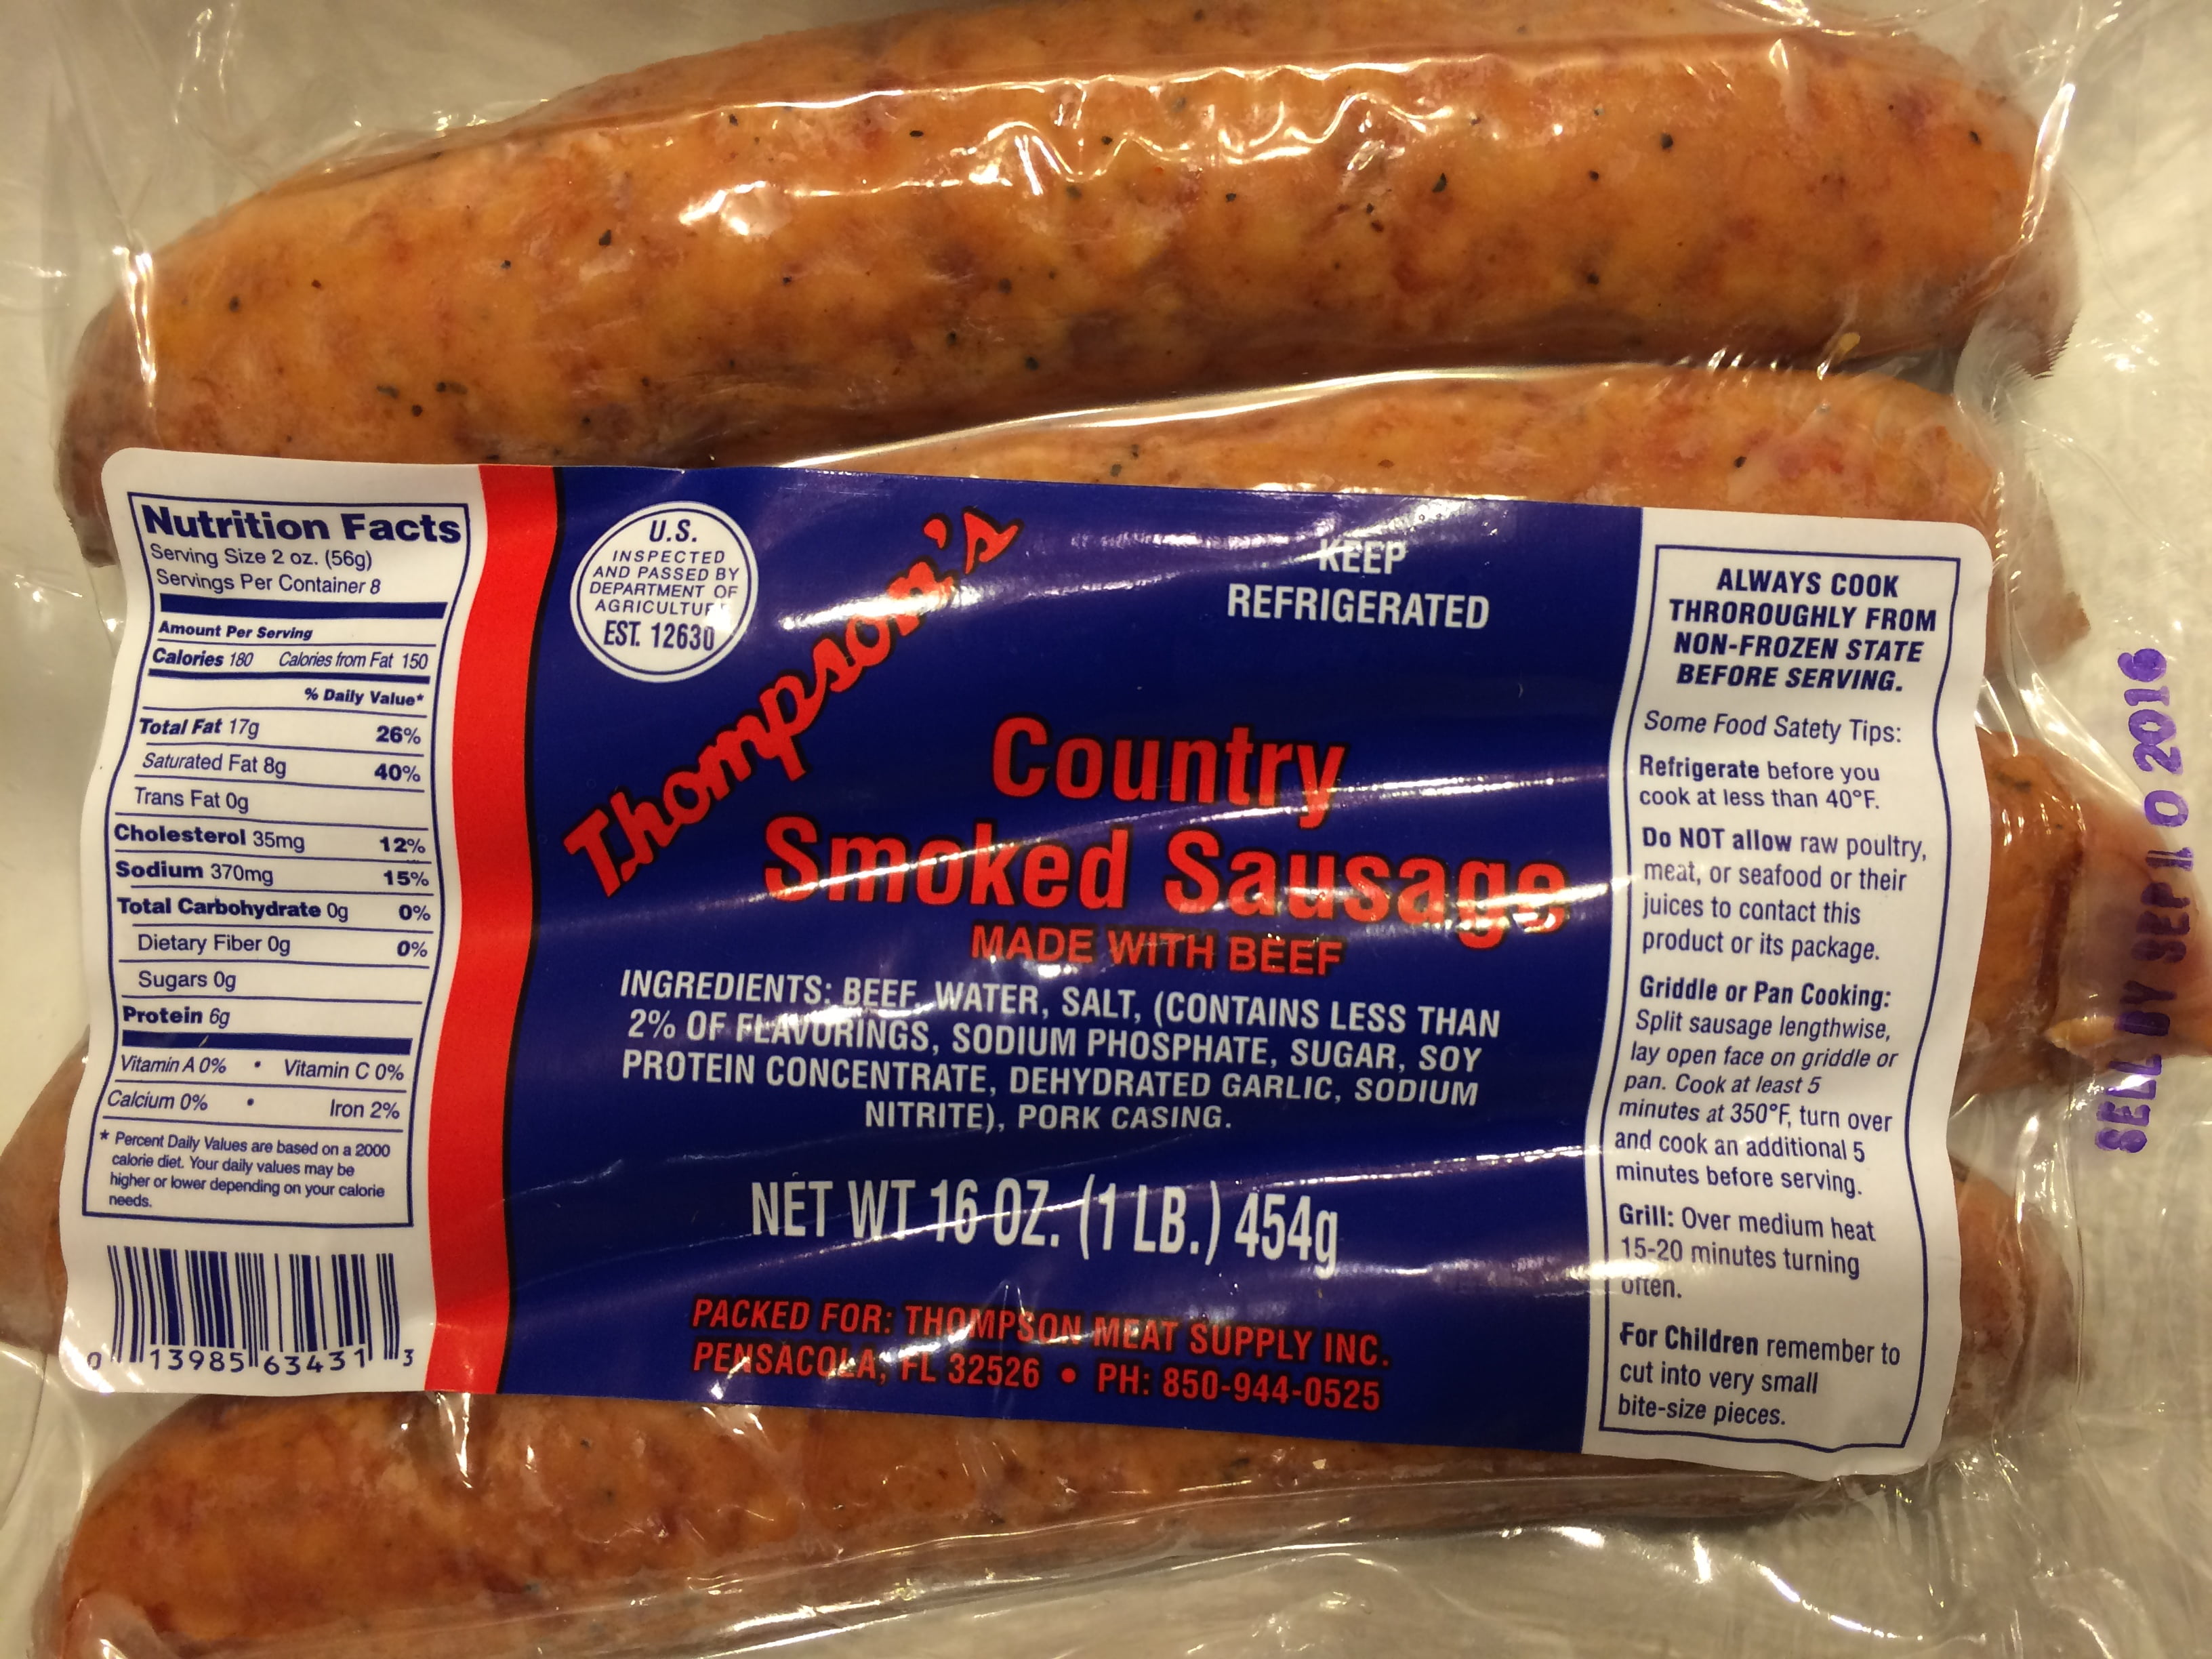 Nutrition Facts
Serving Size 2 oz. (56g)
Servings Per Container 8
Amount Per Serving
Calories 180 Calories from Fat 150
% Daily Value*
Total Fat 17g 26%
Saturated Fat 8g 40%
Trans Fat 0g
Cholesterol 35mg 12%
Sodium 370mg 15%
Total Carbohydrate 0g 0%
Dietary Fiber 0g 0%
Sugars 0g
Protein 6g
Vitamin A 0% • Vitamin C 0%
Calcium 0% • Iron 2%
* Percent Daily Values are based on a 2000
calorie diet. Your daily values may be
higher or lower depending on your calorie
needs.
0 13985 63431 3
U.S.
INSPECTED
AND PASSED BY
DEPARTMENT OF
AGRICULTURE
EST. 12630
Thompson's
KEEP
REFRIGERATED
Country
Smoked Sausage
MADE WITH BEEF
INGREDIENTS: BEEF, WATER, SALT, (CONTAINS LESS THAN
2% OF FLAVORINGS, SODIUM PHOSPHATE, SUGAR, SOY
PROTEIN CONCENTRATE, DEHYDRATED GARLIC, SODIUM
NITRITE), PORK CASING.
NET WT 16 OZ. (1 LB.) 454g
PACKED FOR: THOMPSON MEAT SUPPLY INC.
PENSACOLA, FL 32526 • PH: 850-944-0525
ALWAYS COOK
THROROUGHLY FROM
NON-FROZEN STATE
BEFORE SERVING.
Some Food Satety Tips:
Refrigerate before you
cook at less than 40°F.
Do NOT allow raw poultry,
meat, or seafood or their
juices to contact this
product or its package.
Griddle or Pan Cooking:
Split sausage lengthwise,
lay open face on griddle or
pan. Cook at least 5
minutes at 350°F, turn over
and cook an additional 5
minutes before serving.
Grill: Over medium heat
15-20 minutes turning
often.
For Children remember to
cut into very small
bite-size pieces.
SELL BY SEP 10 2016